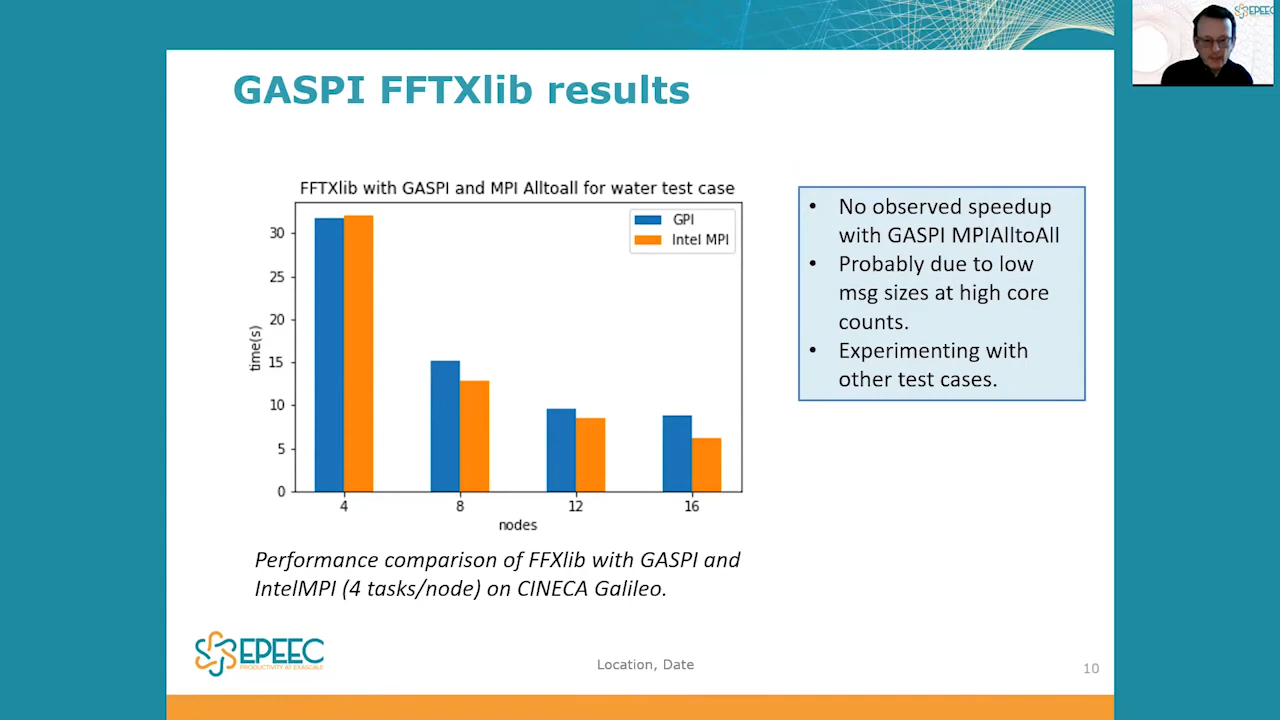 EPEEC
GASPI FFTXlib results
FFTXlib with GASPI and MPI Alltoall for water test case
GPI
Intel MPI
30
25
20
15
10
5
0
time(s)
4 8 12 16
nodes
• No observed speedup
with GASPI MPIAlltoAll
• Probably due to low
msg sizes at high core
counts.
• Experimenting with
other test cases.
Performance comparison of FFXlib with GASPI and
IntelMPI (4 tasks/node) on CINECA Galileo.
EPEEC
PRODUCTIVITY AT EXASCALE
Location, Date
10